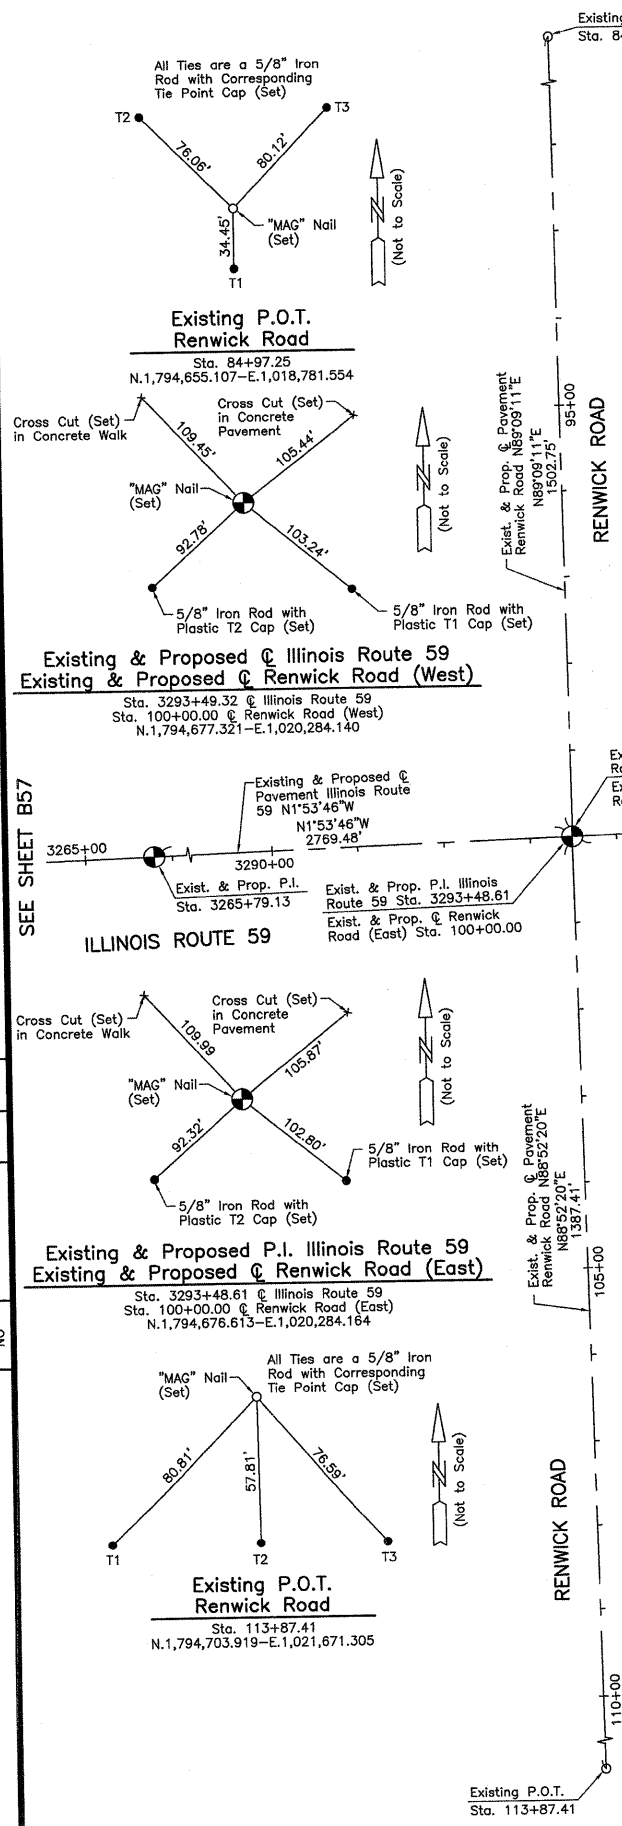 Existing
Sta. 84
All Ties are a 5/8" Iron
Rod with Corresponding
Tie Point Cap (Set)
T2
T3
76.06'
80.12'
34.45'
"MAG" Nail
(Set)
T1
N
(Not to Scale)
Existing P.O.T.
Renwick Road
Sta. 84+97.25
N.1,794,655.107–E.1,018,781.554
Cross Cut (Set)
in Concrete Walk
Cross Cut (Set)
in Concrete
Pavement
109.45'
105.44'
"MAG" Nail
(Set)
92.78'
103.24'
N
(Not to Scale)
5/8" Iron Rod with
Plastic T2 Cap (Set)
5/8" Iron Rod with
Plastic T1 Cap (Set)
Existing & Proposed ℄ Illinois Route 59
Existing & Proposed ℄ Renwick Road (West)
Sta. 3293+49.32 ℄ Illinois Route 59
Sta. 100+00.00 ℄ Renwick Road (West)
N.1,794,677.321–E.1,020,284.140
Exist. & Prop. ℄ Pavement
Renwick Road N89°09'11"E
N89°09'11"E
1502.75'
95+00
RENWICK ROAD
SEE SHEET B57
3265+00
Existing & Proposed ℄
Pavement Illinois Route
59 N1°53'46"W
N1°53'46"W
2769.48'
3290+00
Exist. & Prop. P.I.
Sta. 3265+79.13
Exist. & Prop. P.I. Illinois
Route 59 Sta. 3293+48.61
Exist. & Prop. ℄ Renwick
Road (East) Sta. 100+00.00
ILLINOIS ROUTE 59
Cross Cut (Set)
in Concrete Walk
Cross Cut (Set)
in Concrete
Pavement
109.99
105.87'
"MAG" Nail
(Set)
92.32'
102.80'
N
(Not to Scale)
5/8" Iron Rod with
Plastic T1 Cap (Set)
5/8" Iron Rod with
Plastic T2 Cap (Set)
Existing & Proposed P.I. Illinois Route 59
Existing & Proposed ℄ Renwick Road (East)
Sta. 3293+48.61 ℄ Illinois Route 59
Sta. 100+00.00 ℄ Renwick Road (East)
N.1,794,676.613–E.1,020,284.164
Exist. & Prop. ℄ Pavement
Renwick Road N88°52'20"E
N88°52'20"E
1387.41'
105+00
"MAG" Nail
(Set)
All Ties are a 5/8" Iron
Rod with Corresponding
Tie Point Cap (Set)
80.81'
57.81'
76.59'
N
(Not to Scale)
T1
T2
T3
Existing P.O.T.
Renwick Road
Sta. 113+87.41
N.1,794,703.919–E.1,021,671.305
RENWICK ROAD
110+00
Existing P.O.T.
Sta. 113+87.41